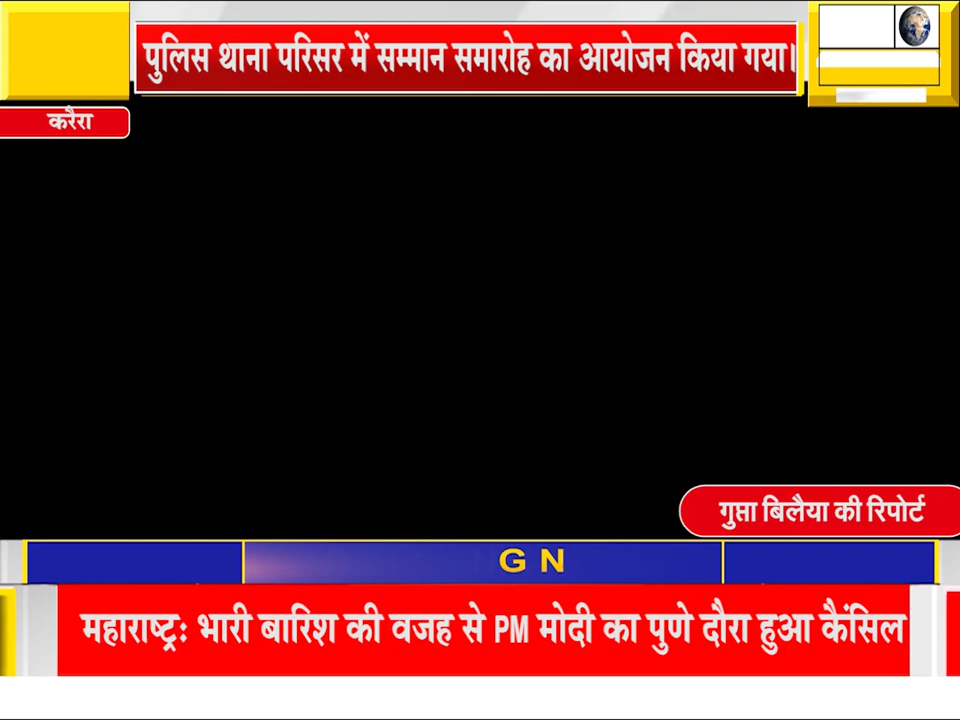 पुलिस थाना परिसर में सम्मान समारोह का आयोजन किया गया।
करैरा
गुप्ता बिलैया की रिपोर्ट
G N
महाराष्ट्र: भारी बारिश की वजह से PM मोदी का पुणे दौरा हुआ कैंसिल